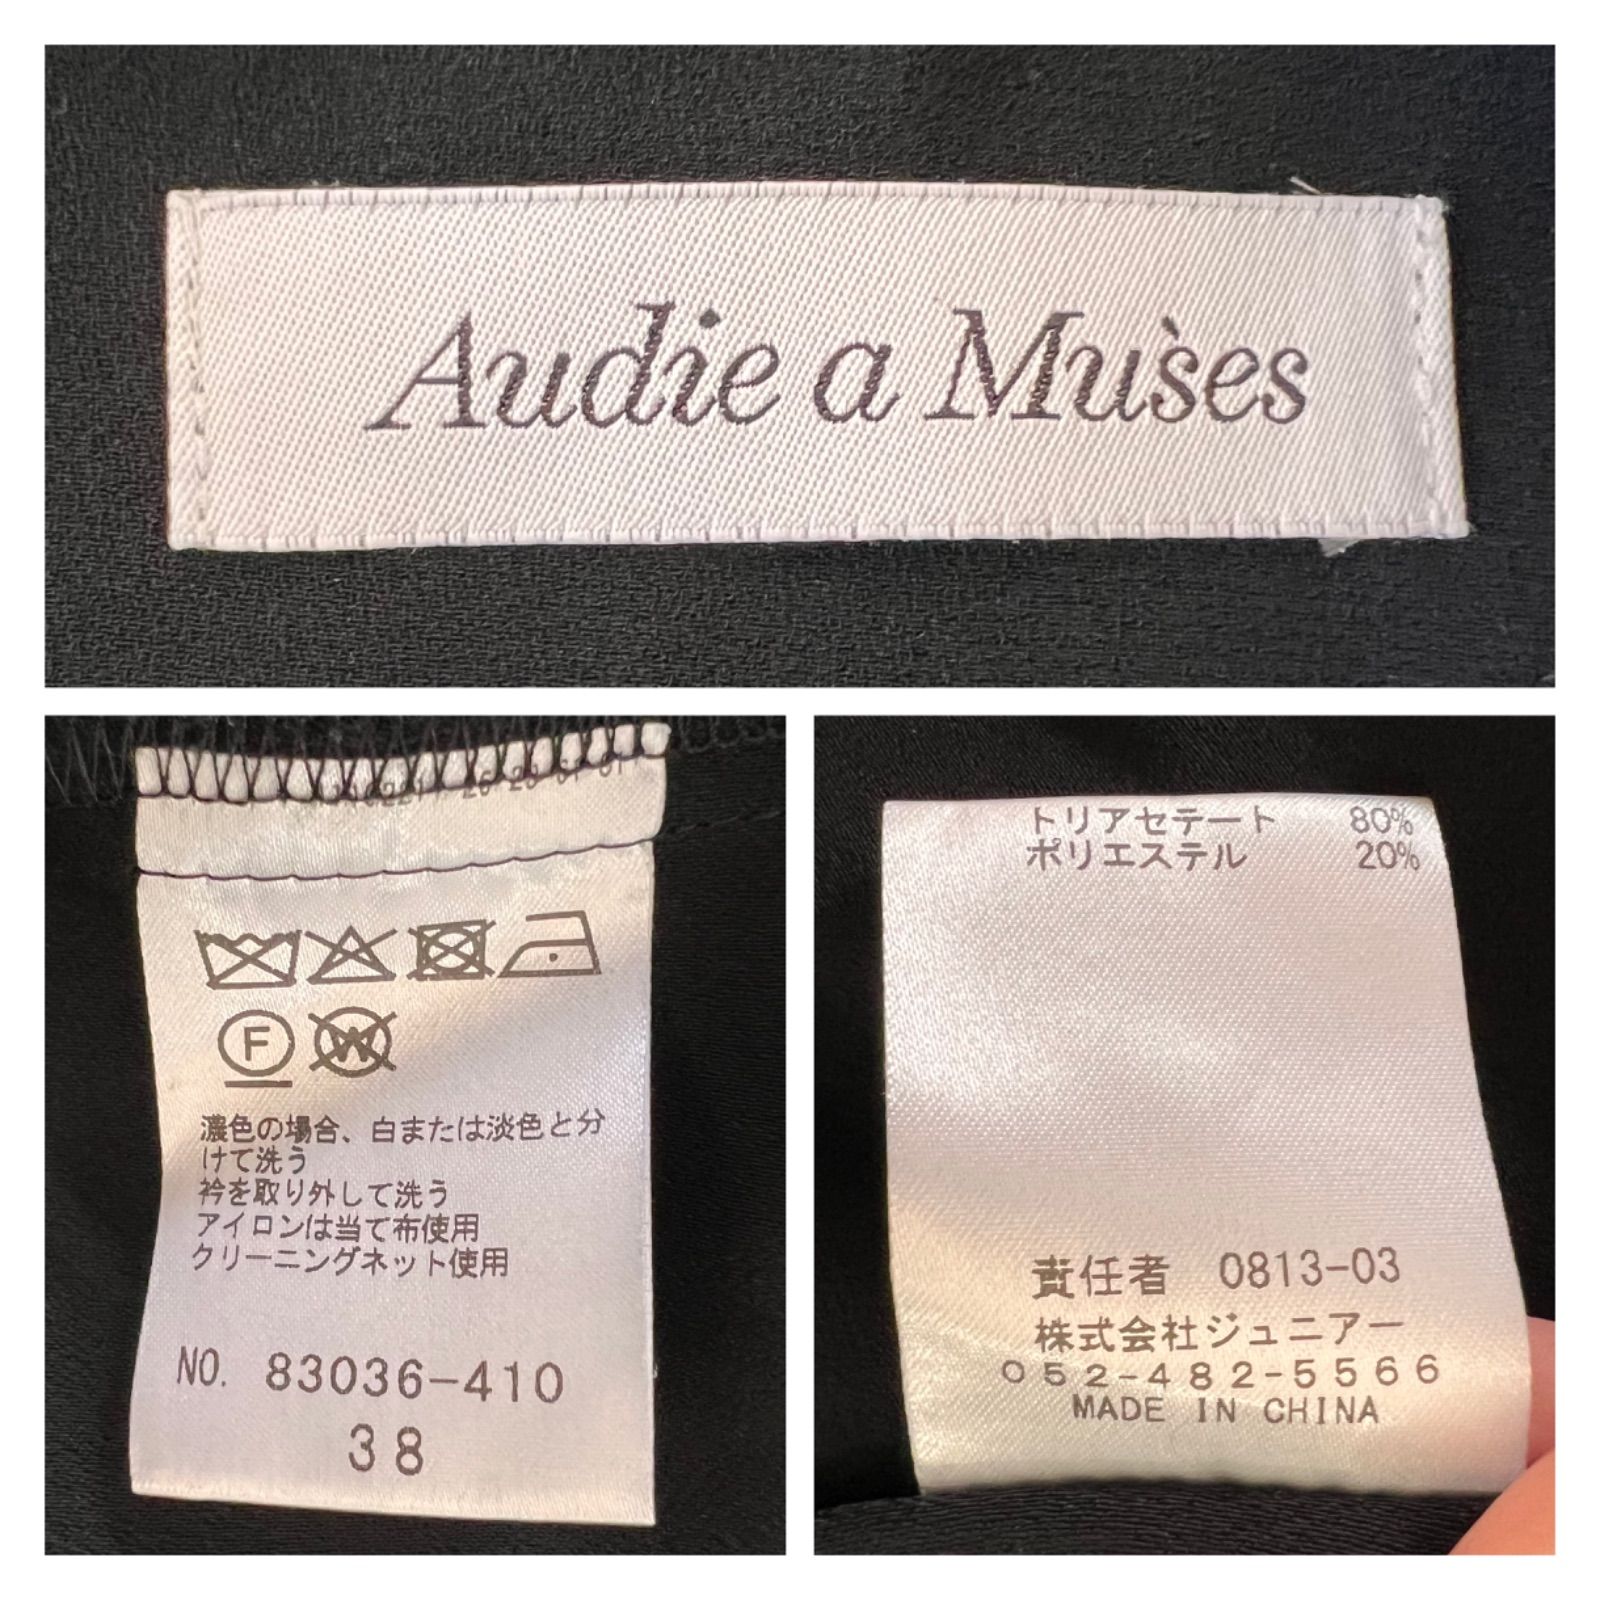 Audie a Muses
F
W
濃色の場合、白または淡色と分
けて洗う
衿を取り外して洗う
アイロンは当て布使用
クリーニングネット使用
NO. 83036-410
38
トリアセテート 80%
ポリエステル 20%
責任者 0813-03
株式会社ジュニアー
052-482-5566
MADE IN CHINA